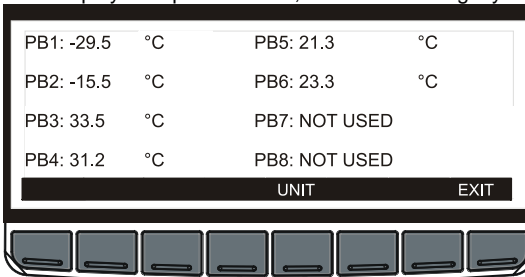 PB1: -29.5 °C PB5: 21.3 °C
PB2: -15.5 °C PB6: 23.3 °C
PB3: 33.5 °C PB7: NOT USED
PB4: 31.2 °C PB8: NOT USED
UNIT EXIT